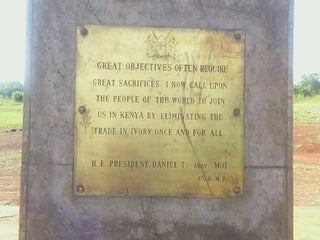 GREAT OBJECTIVES OFTEN REQUIRE
GREAT SACRIFICES I NOW CALL UPON
THE PEOPLE OF THE WORLD TO JOIN
US IN KENYA BY ELIMINATING THE
TRADE IN IVORY ONCE AND FOR ALL.
H.E. PRESIDENT DANIEL T. MOI